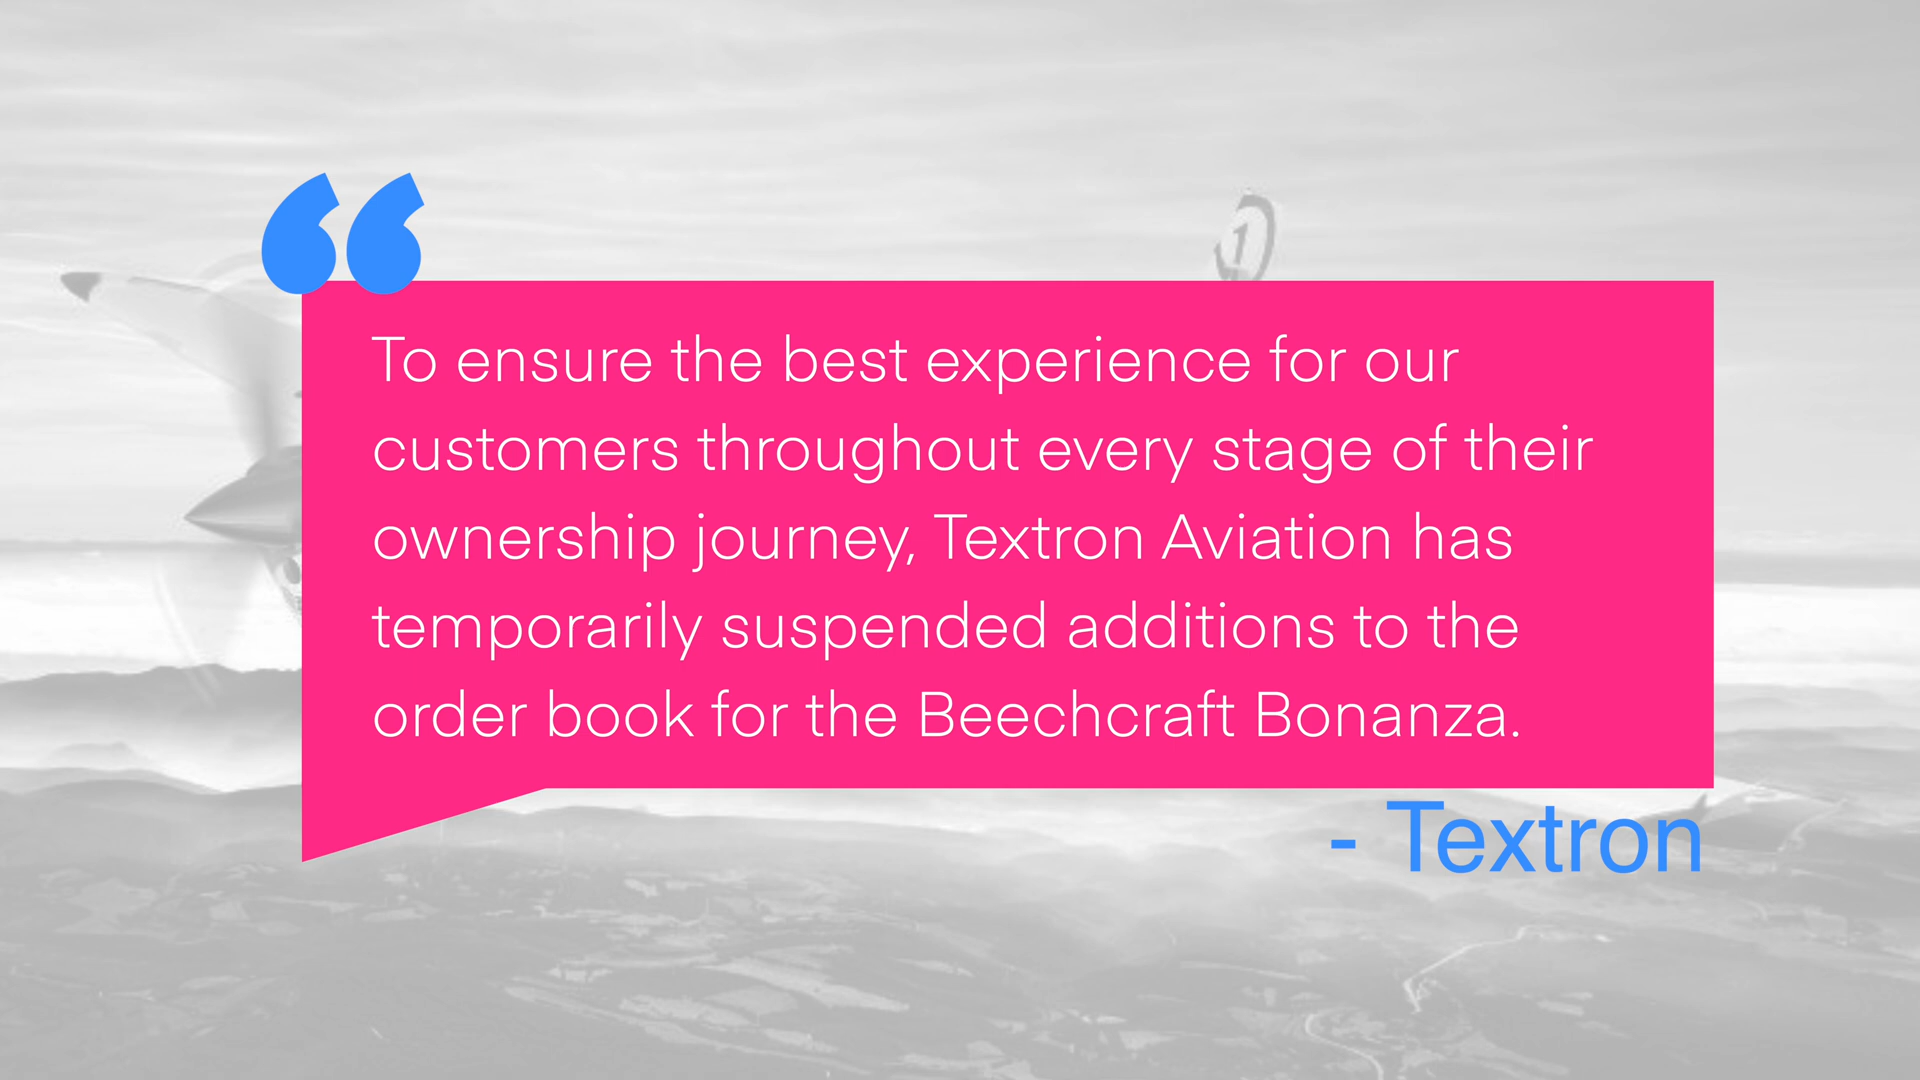 1
“
To ensure the best experience for our
customers throughout every stage of their
ownership journey, Textron Aviation has
temporarily suspended additions to the
order book for the Beechcraft Bonanza.
- Textron